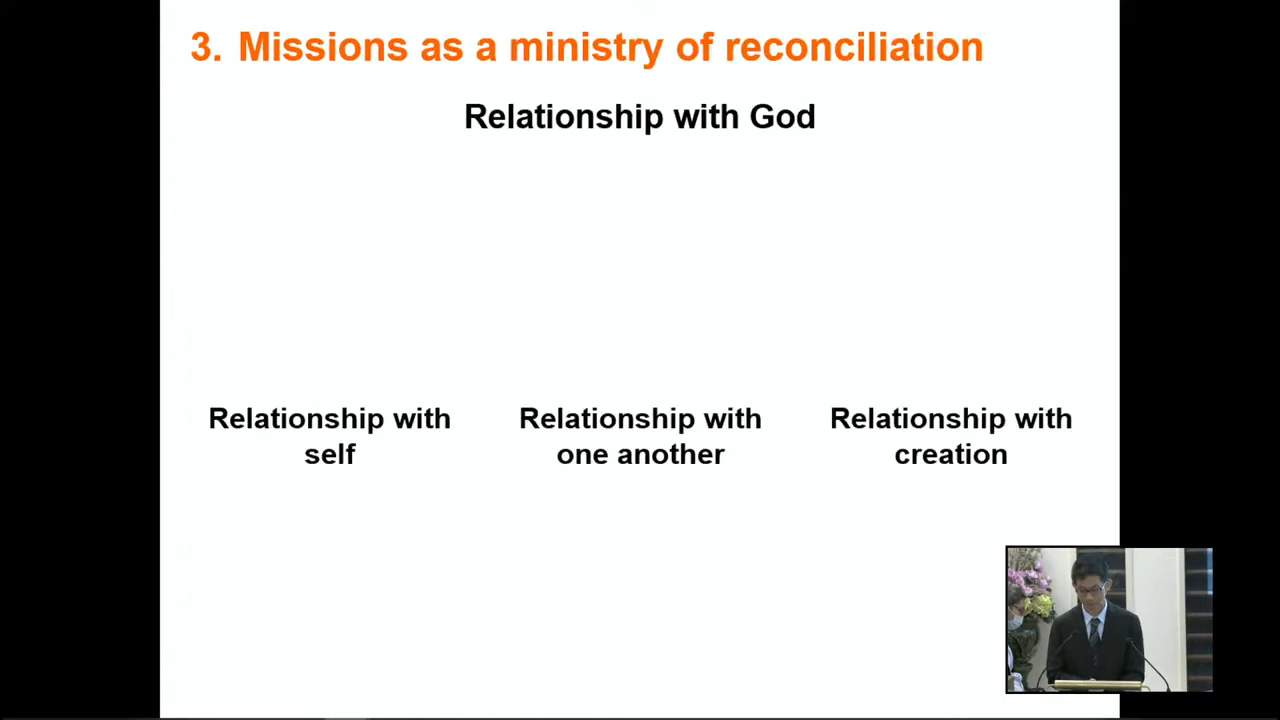 3. Missions as a ministry of reconciliation
Relationship with God
Relationship with
self
Relationship with
one another
Relationship with
creation